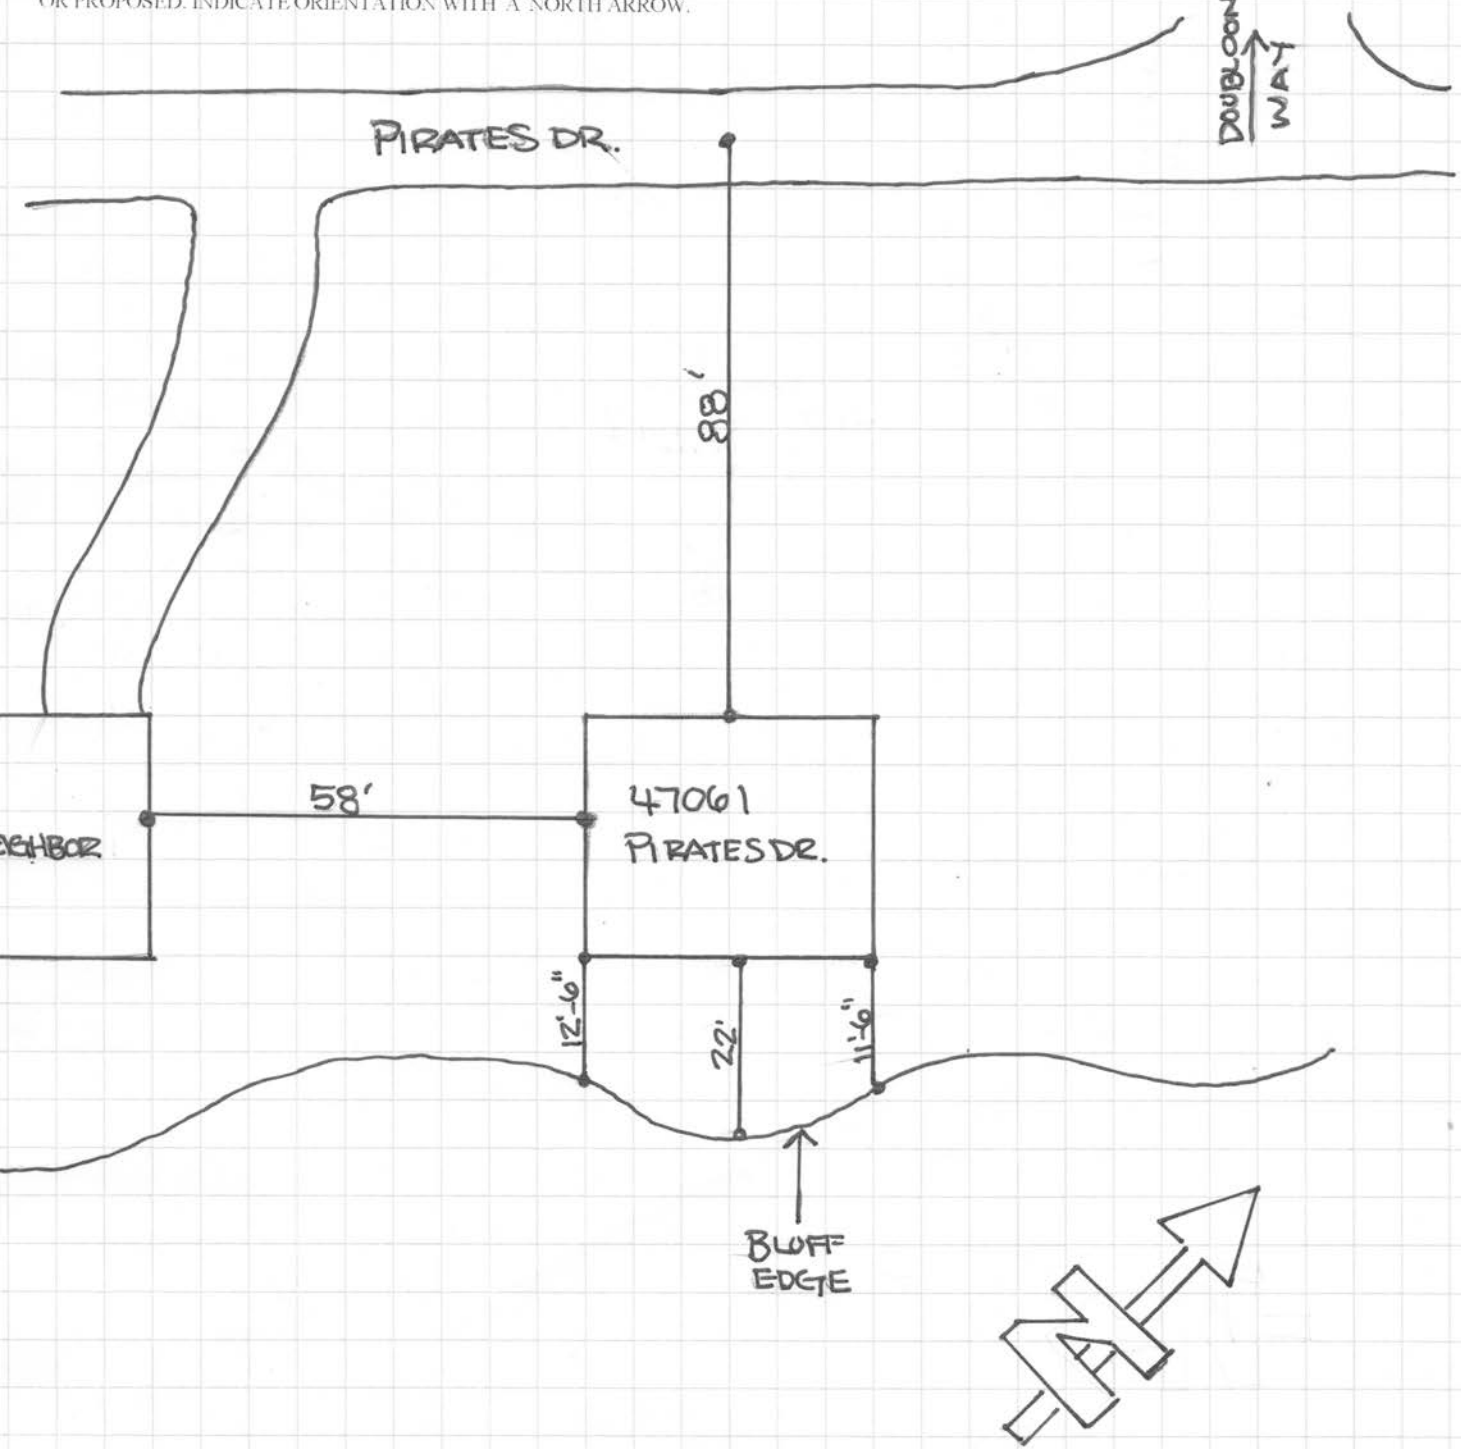 OR PROPOSED. INDICATE ORIENTATION WITH A NORTH ARROW.
DOUBLOON
WAY
PIRATES DR.
88'
58'
47061
PIRATES DR.
12'-6"
22'
11'-6"
BLUFF
EDGE
N